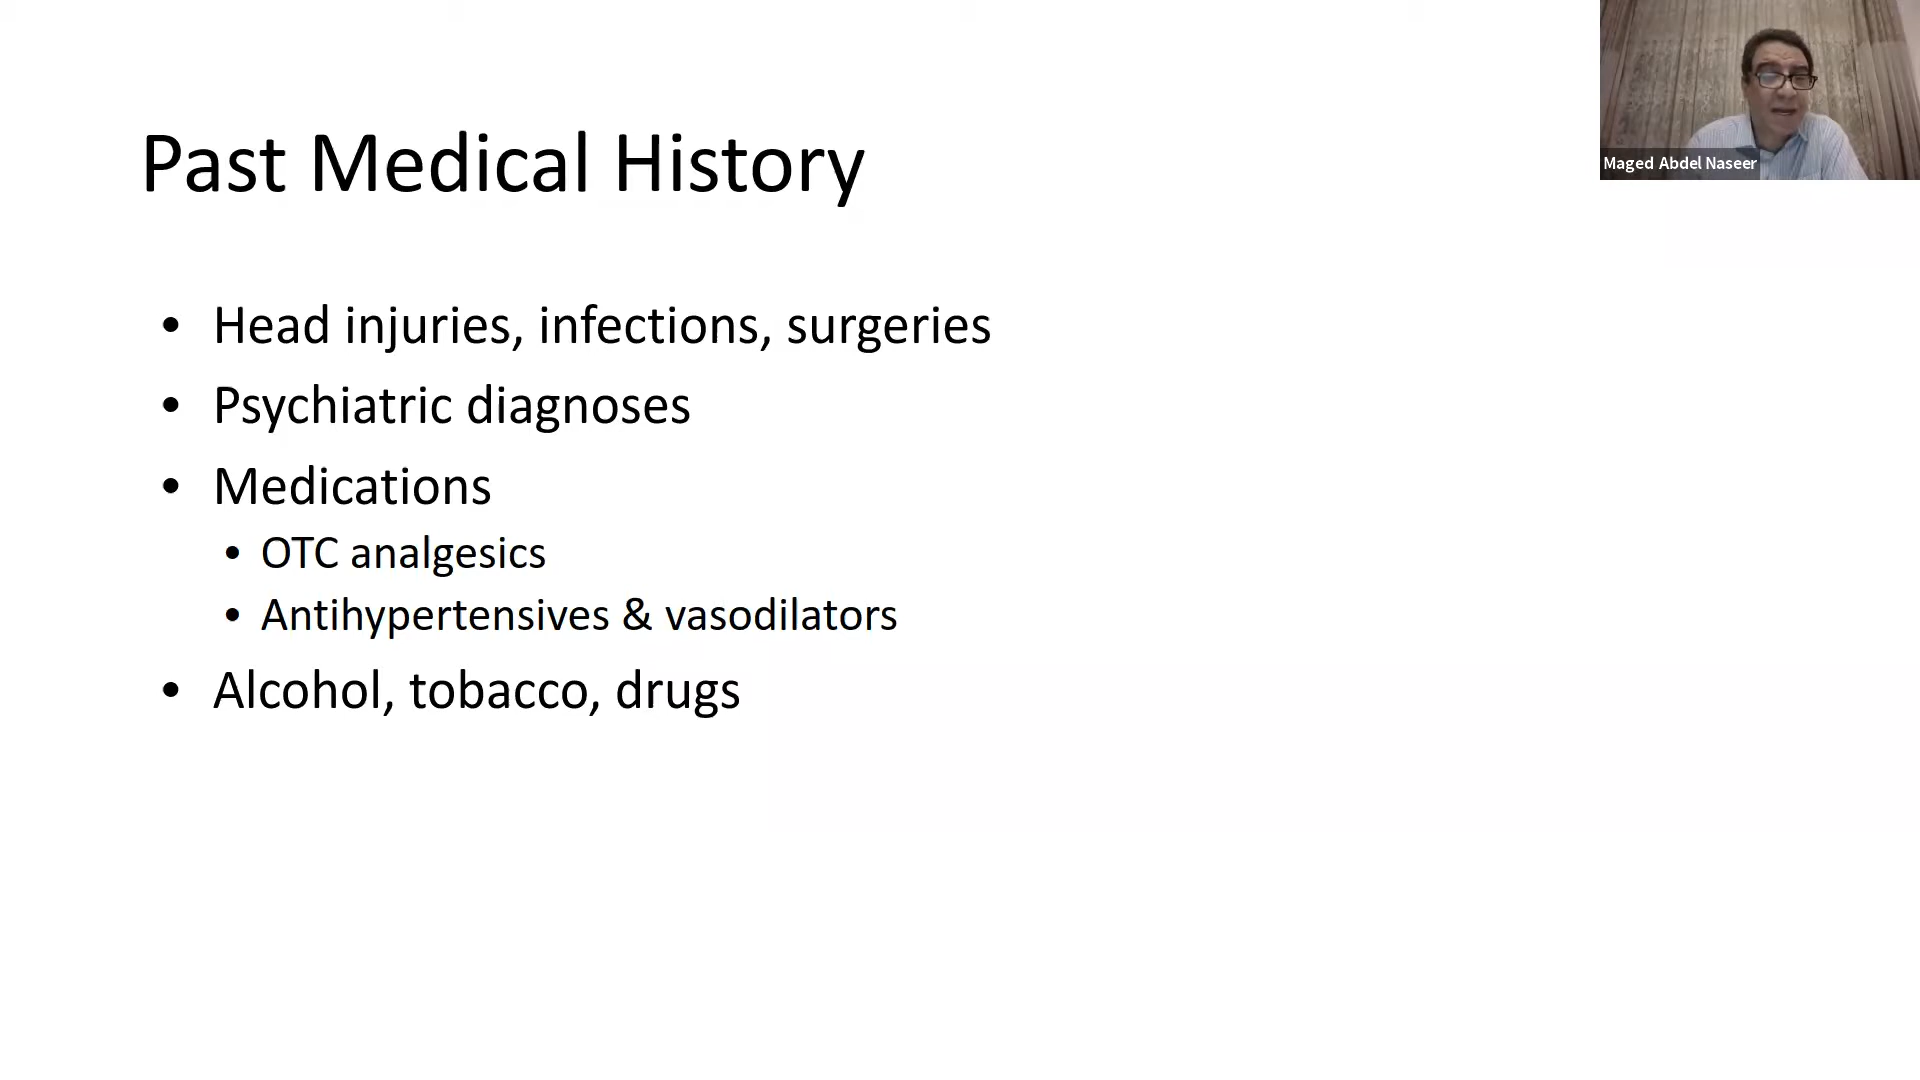 Past Medical History
• Head injuries, infections, surgeries
• Psychiatric diagnoses
• Medications
• OTC analgesics
• Antihypertensives & vasodilators
• Alcohol, tobacco, drugs
Maged Abdel Naseer